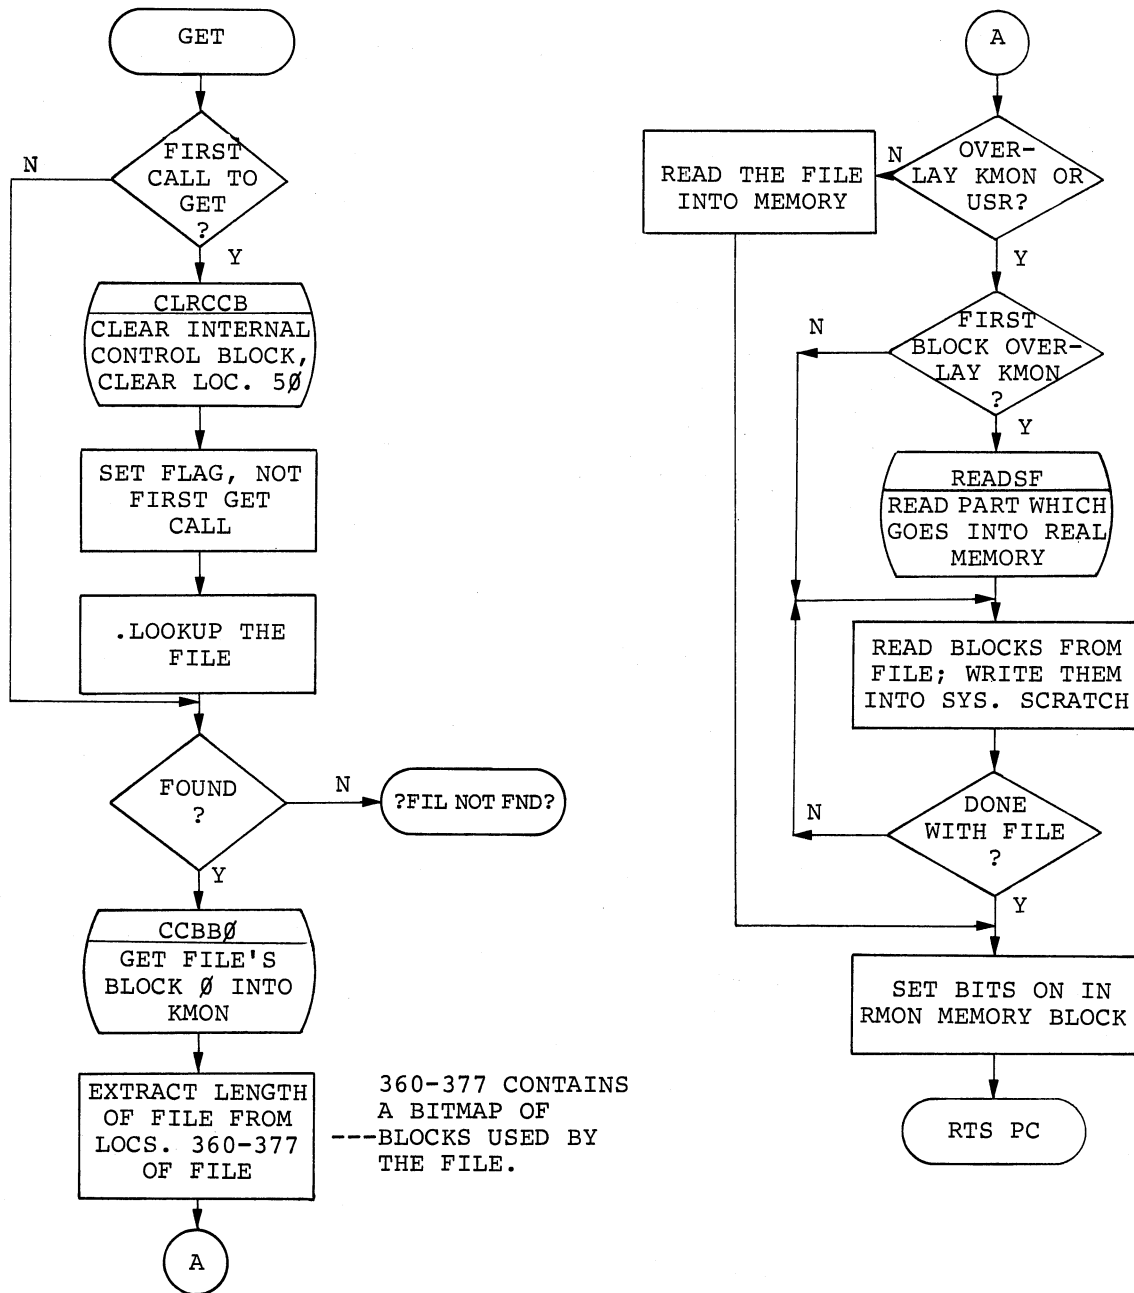 GET
FIRST
CALL TO
GET
?
N
Y
CLRCCB
CLEAR INTERNAL
CONTROL BLOCK,
CLEAR LOC. 5Ø
SET FLAG, NOT
FIRST GET
CALL
.LOOKUP THE
FILE
FOUND
?
N
?FIL NOT FND?
Y
CCBBØ
GET FILE'S
BLOCK Ø INTO
KMON
EXTRACT LENGTH
OF FILE FROM
LOCS. 360-377
OF FILE
360-377 CONTAINS
A BITMAP OF
---BLOCKS USED BY
THE FILE.
A
A
OVER-
LAY KMON OR
USR?
N
READ THE FILE
INTO MEMORY
Y
FIRST
BLOCK OVER-
LAY KMON
?
N
Y
READSF
READ PART WHICH
GOES INTO REAL
MEMORY
READ BLOCKS FROM
FILE; WRITE THEM
INTO SYS. SCRATCH
DONE
WITH FILE
?
N
Y
SET BITS ON IN
RMON MEMORY BLOCK
RTS PC